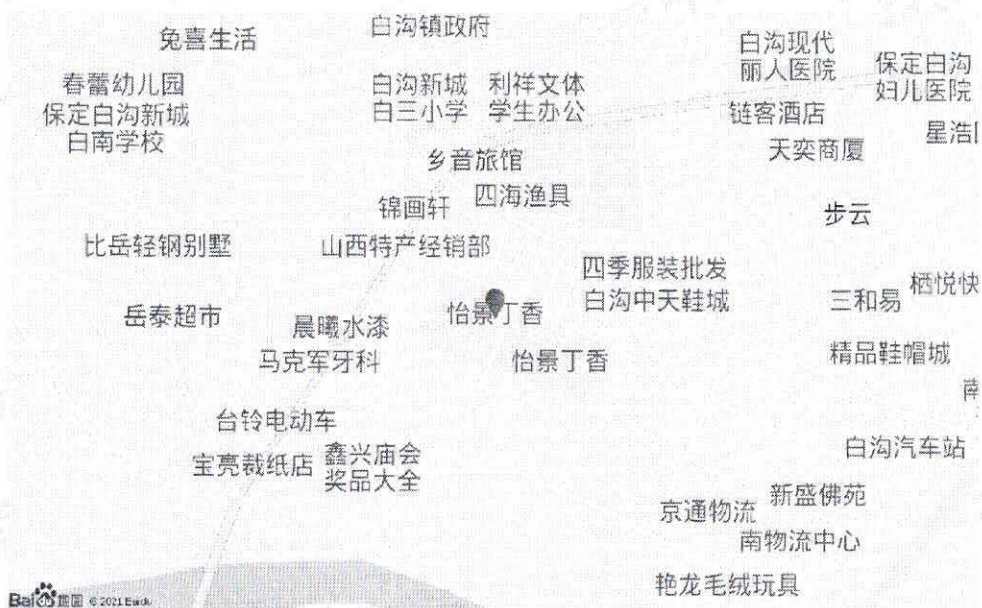 白沟镇政府
兔喜生活
白沟现代
丽人医院
保定白沟
妇儿医院
春蕾幼儿园
保定白沟新城
白南学校
白沟新城
白三小学
利祥文体
学生办公
链客酒店
星浩
天奕商厦
乡音旅馆
四海渔具
锦画轩
步云
比岳轻钢别墅
山西特产经销部
四季服装批发
白沟中天鞋城
栖悦快
三和易
岳泰超市
晨曦水漆
怡景丁香
马克军牙科
怡景丁香
精品鞋帽城
南
台铃电动车
宝亮裁纸店
鑫兴庙会
奖品大全
白沟汽车站
新盛佛苑
京通物流
南物流中心
艳龙毛绒玩具
Bai 地图 © 2021 Baidu